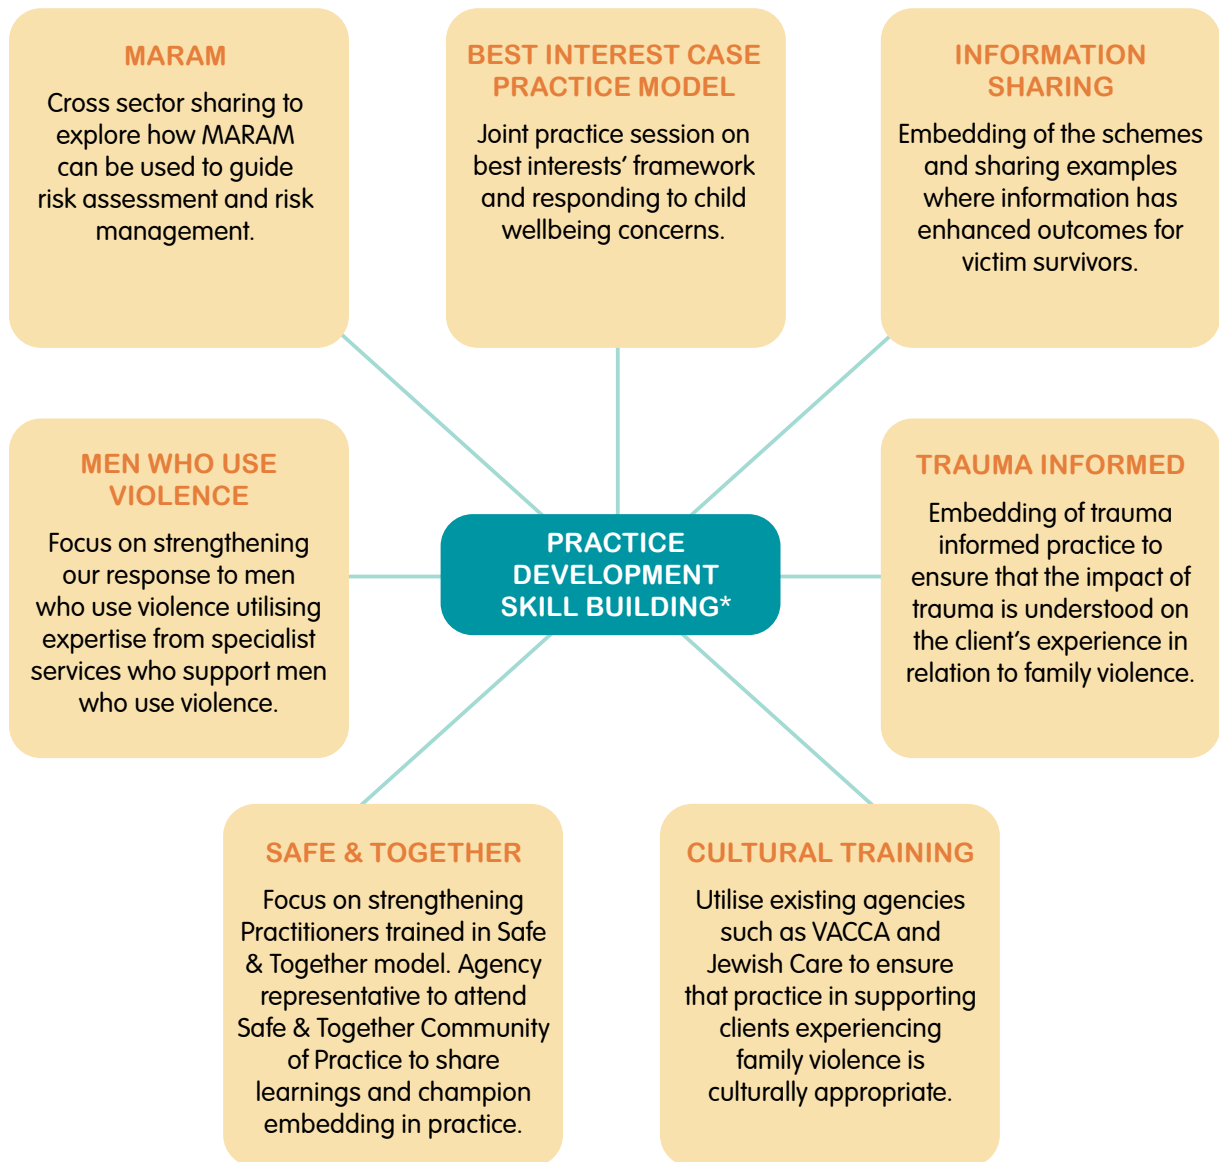 MARAM
Cross sector sharing to
explore how MARAM
can be used to guide
risk assessment and risk
management.
BEST INTEREST CASE
PRACTICE MODEL
Joint practice session on
best interests’ framework
and responding to child
wellbeing concerns.
INFORMATION
SHARING
Embedding of the schemes
and sharing examples
where information has
enhanced outcomes for
victim survivors.
MEN WHO USE
VIOLENCE
Focus on strengthening
our response to men
who use violence utilising
expertise from specialist
services who support men
who use violence.
PRACTICE
DEVELOPMENT
SKILL BUILDING*
TRAUMA INFORMED
Embedding of trauma
informed practice to
ensure that the impact of
trauma is understood on
the client’s experience in
relation to family violence.
SAFE & TOGETHER
Focus on strengthening
Practitioners trained in Safe
& Together model. Agency
representative to attend
Safe & Together Community
of Practice to share
learnings and champion
embedding in practice.
CULTURAL TRAINING
Utilise existing agencies
such as VACCA and
Jewish Care to ensure
that practice in supporting
clients experiencing
family violence is
culturally appropriate.